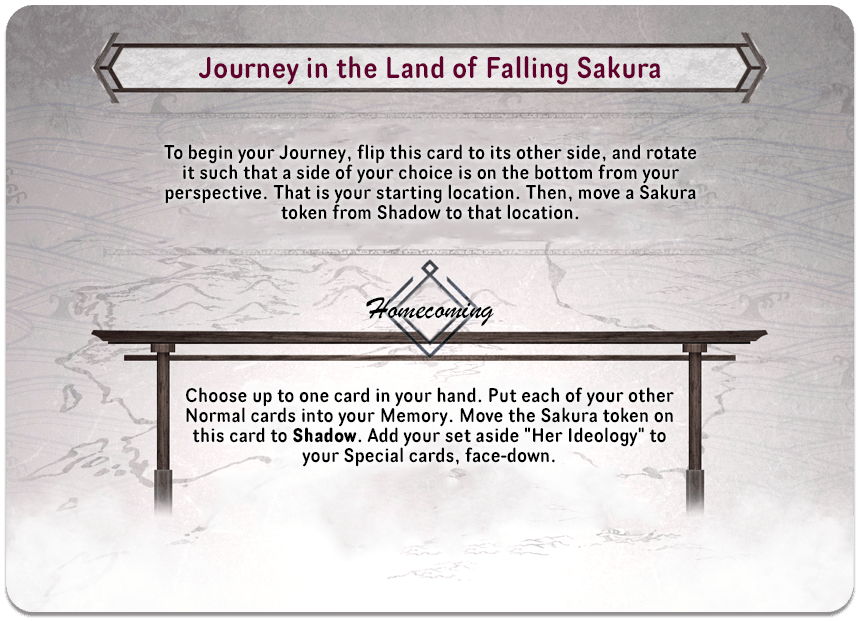 Journey in the Land of Falling Sakura
To begin your Journey, flip this card to its other side, and rotate
it such that a side of your choice is on the bottom from your
perspective. That is your starting location. Then, move a Sakura
token from Shadow to that location.
Homecoming
Choose up to one card in your hand. Put each of your other
Normal cards into your Memory. Move the Sakura token on
this card to Shadow. Add your set aside "Her Ideology" to
your Special cards, face-down.